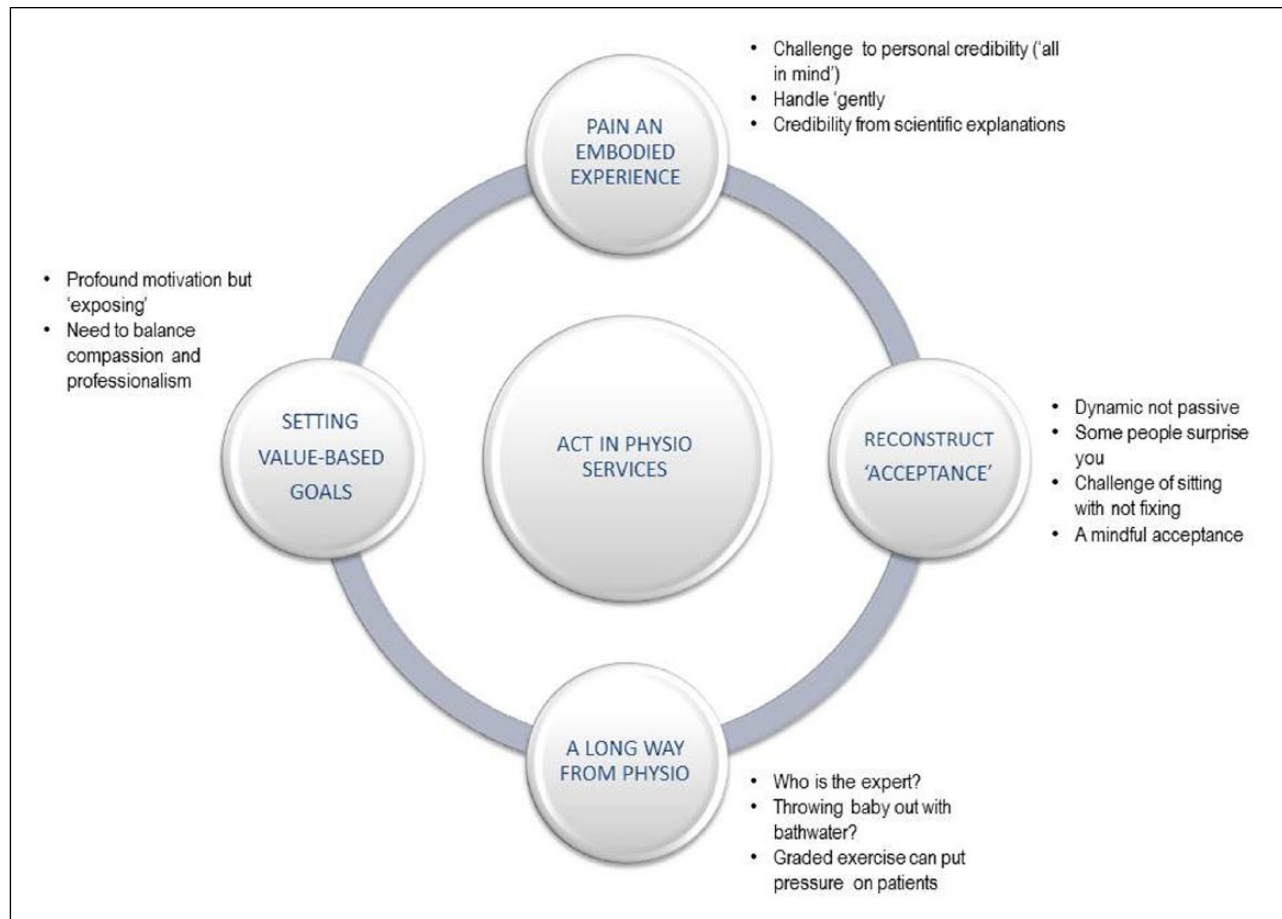 • Challenge to personal credibility ('all
in mind')
• Handle 'gently
• Credibility from scientific explanations
PAIN AN
EMBODIED
EXPERIENCE
• Profound motivation but
'exposing'
• Need to balance
compassion and
professionalism
SETTING
VALUE-BASED
GOALS
ACT IN PHYSIO
SERVICES
RECONSTRUCT
'ACCEPTANCE'
• Dynamic not passive
• Some people surprise
you
• Challenge of sitting
with not fixing
• A mindful acceptance
A LONG WAY
FROM PHYSIO
• Who is the expert?
• Throwing baby out with
bathwater?
• Graded exercise can put
pressure on patients